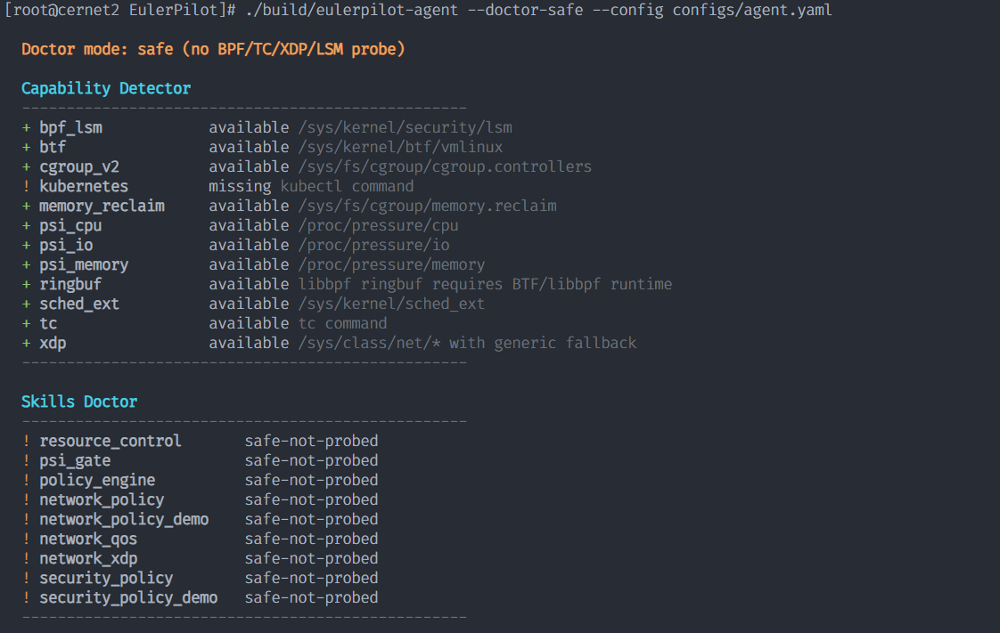 [root@cernet2 EulerPilot]# ./build/eulerpilot-agent --doctor-safe --config configs/agent.yaml
Doctor mode: safe (no BPF/TC/XDP/LSM probe)
Capability Detector
--------------------------------------------------
+ bpf_lsm            available /sys/kernel/security/lsm
+ btf                available /sys/kernel/btf/vmlinux
+ cgroup_v2          available /sys/fs/cgroup/cgroup.controllers
! kubernetes         missing kubectl command
+ memory_reclaim     available /sys/fs/cgroup/memory.reclaim
+ psi_cpu            available /proc/pressure/cpu
+ psi_io             available /proc/pressure/io
+ psi_memory         available /proc/pressure/memory
+ ringbuf            available libbpf ringbuf requires BTF/libbpf runtime
+ sched_ext          available /sys/kernel/sched_ext
+ tc                 available tc command
+ xdp                available /sys/class/net/* with generic fallback
--------------------------------------------------
Skills Doctor
--------------------------------------------------
! resource_control       safe-not-probed
! psi_gate               safe-not-probed
! policy_engine          safe-not-probed
! network_policy         safe-not-probed
! network_policy_demo    safe-not-probed
! network_qos            safe-not-probed
! network_xdp            safe-not-probed
! security_policy        safe-not-probed
! security_policy_demo   safe-not-probed
--------------------------------------------------